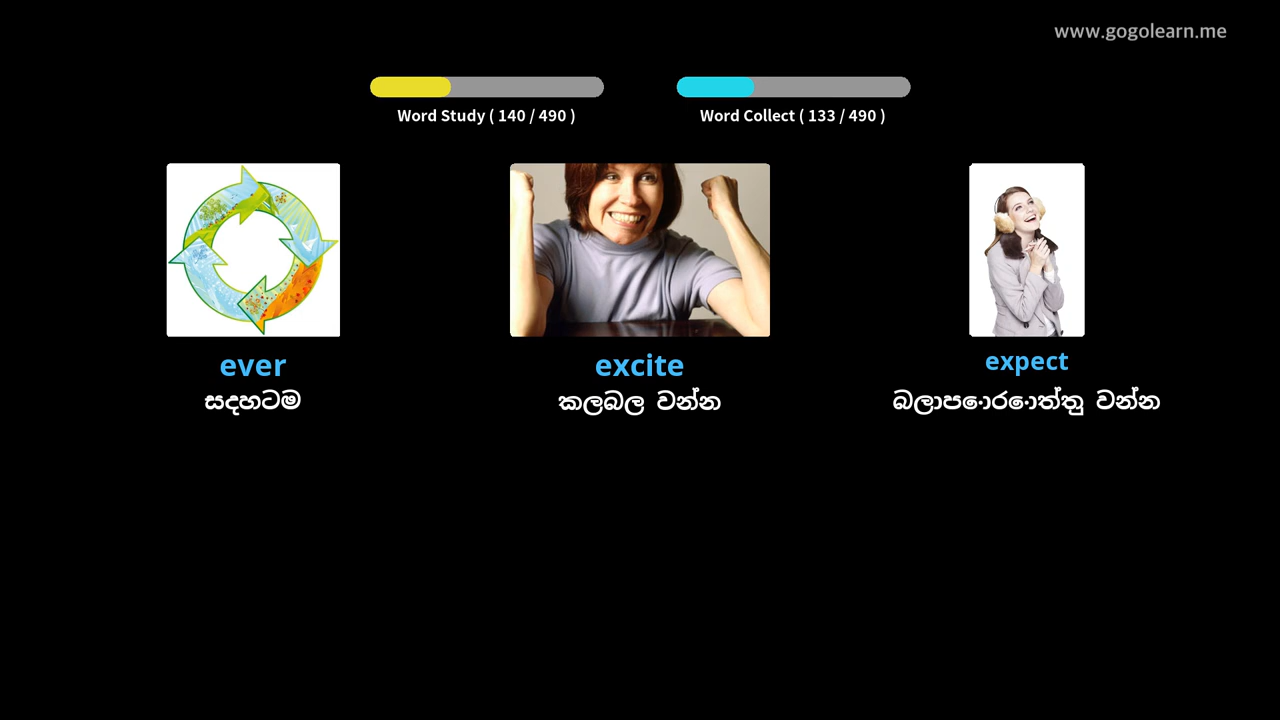 www.gogolearn.me
Word Study ( 140 / 490 )
Word Collect ( 133 / 490 )
ever
excite
expect
සදහටම
කලබල වන්න
බලාපොරොත්තු වන්න